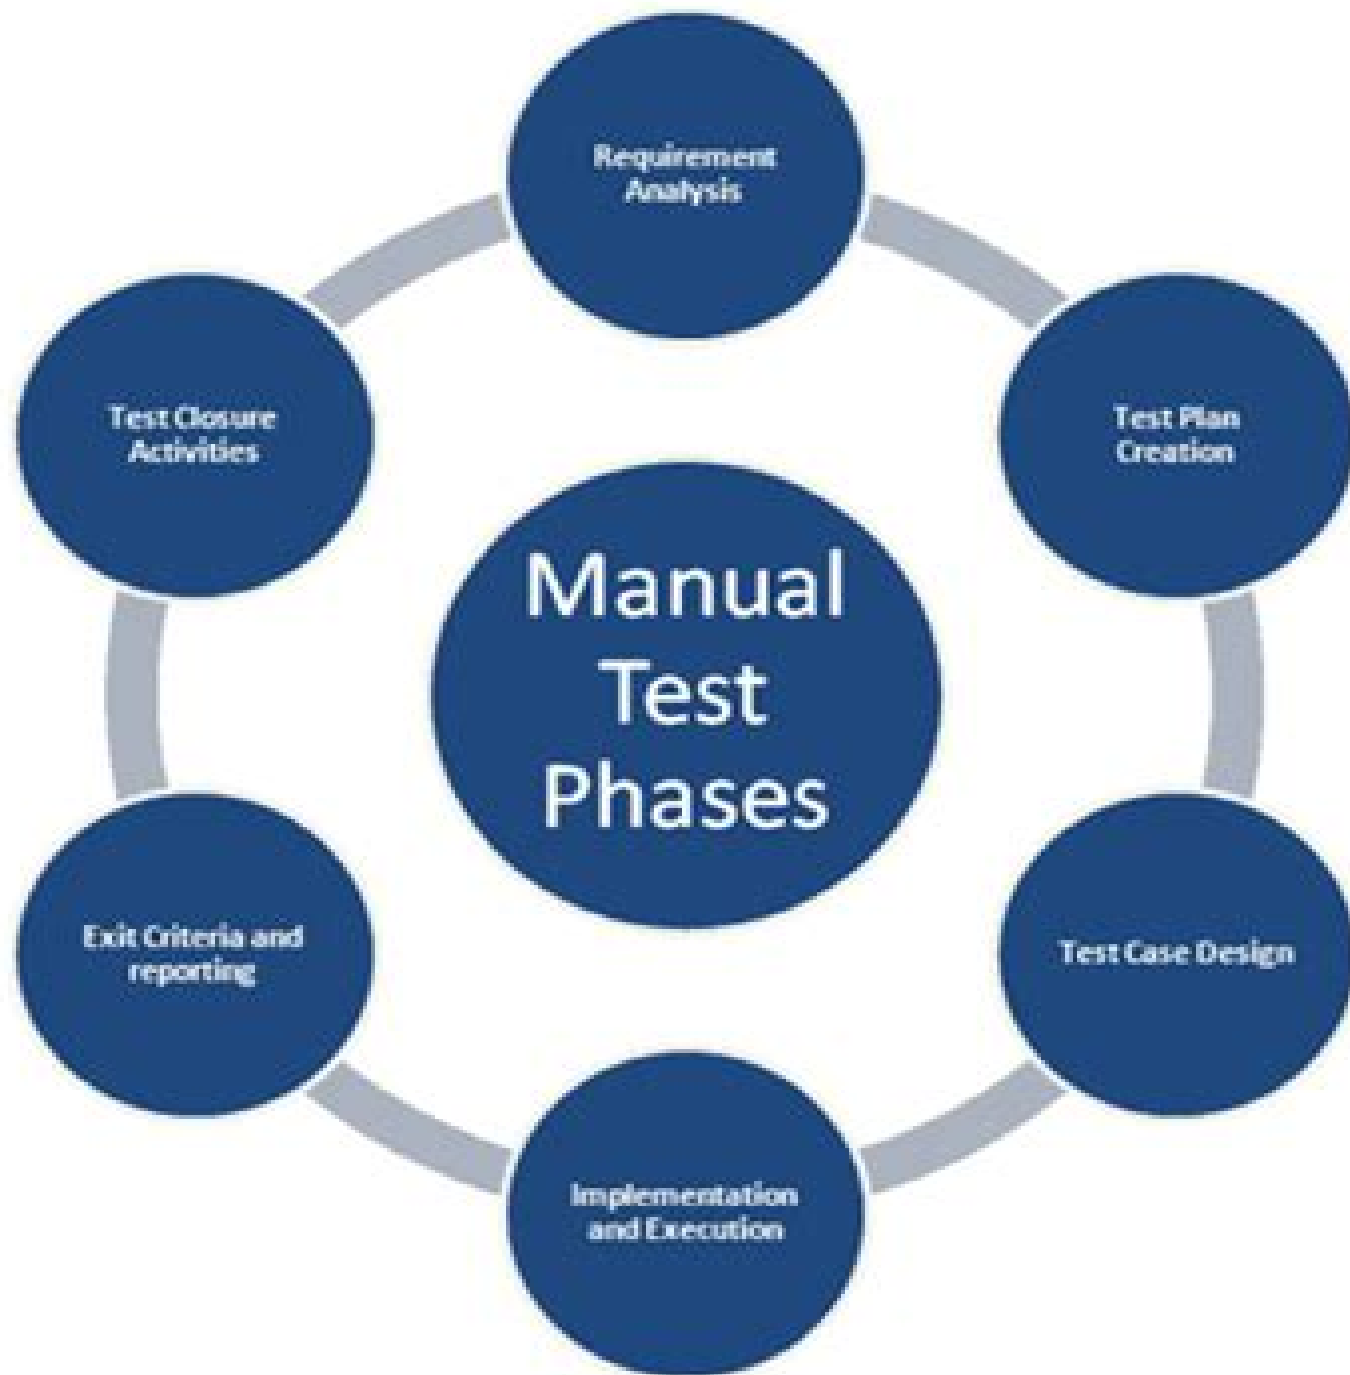 Requirement
Analysis
Test Plan
Creation
Test Case Design
Implementation
and Execution
Exit Criteria and
reporting
Test Closure
Activities
Manual
Test
Phases